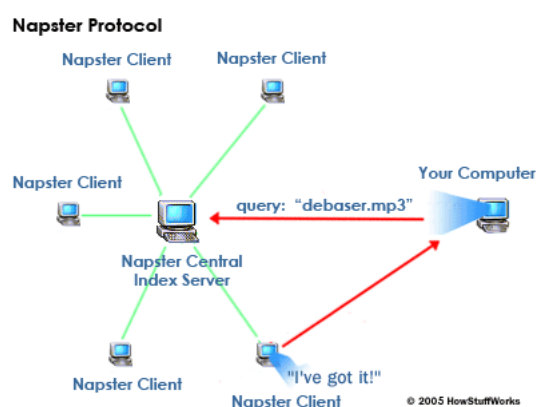 Napster Protocol
Napster Client
Napster Client
Your Computer
Napster Client
query: “debaser.mp3”
Napster Central
Index Server
"I've got it!"
Napster Client
Napster Client
© 2005 HowStuffWorks